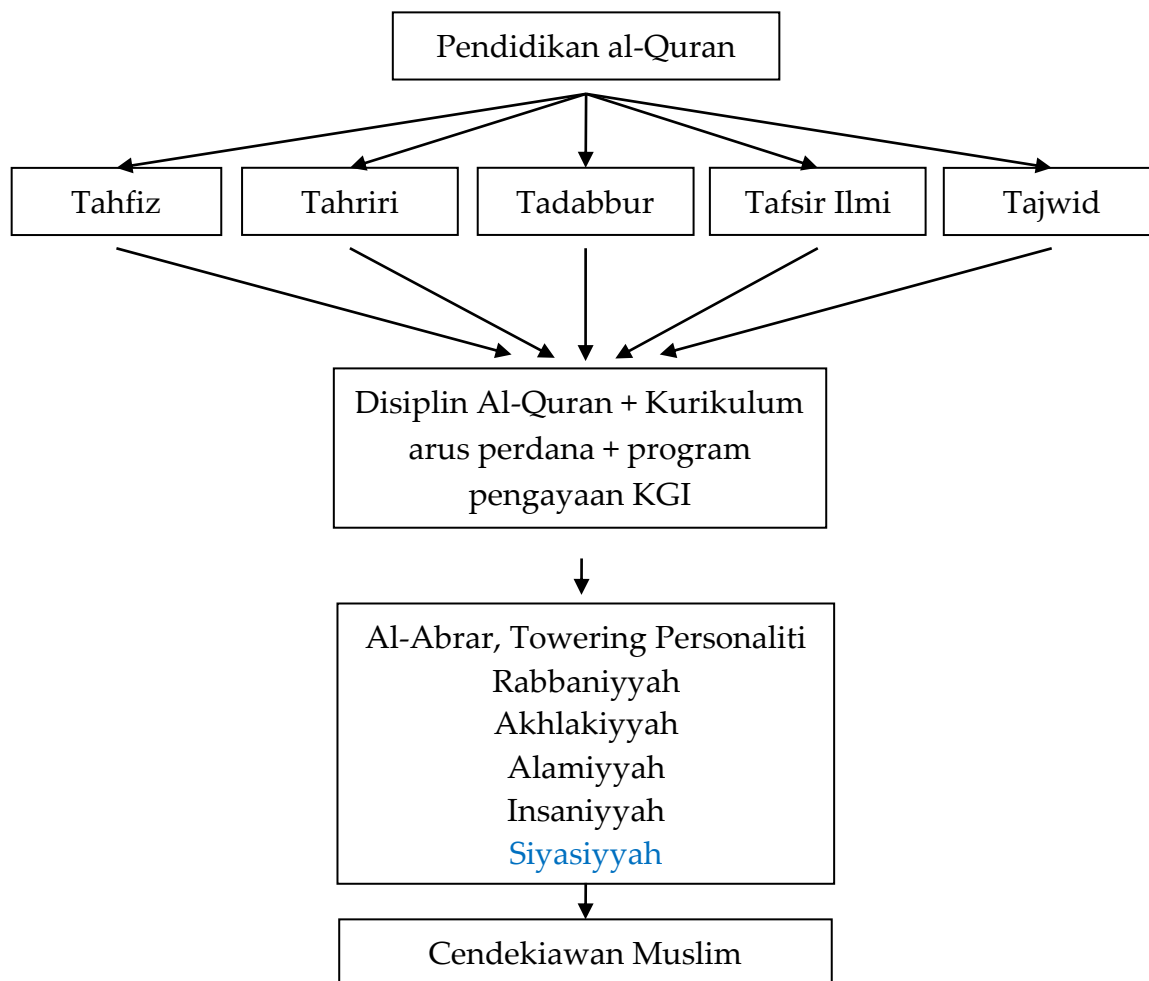 Pendidikan al-Quran
Tahfiz
Tahriri
Tadabbur
Tafsir Ilmi
Tajwid
Disiplin Al-Quran + Kurikulum
arus perdana + program
pengayaan KGI
Al-Abrar, Towering Personaliti
Rabbaniyyah
Akhlakiyyah
Alamiyyah
Insaniyyah
Siyasiyyah
Cendekiawan Muslim